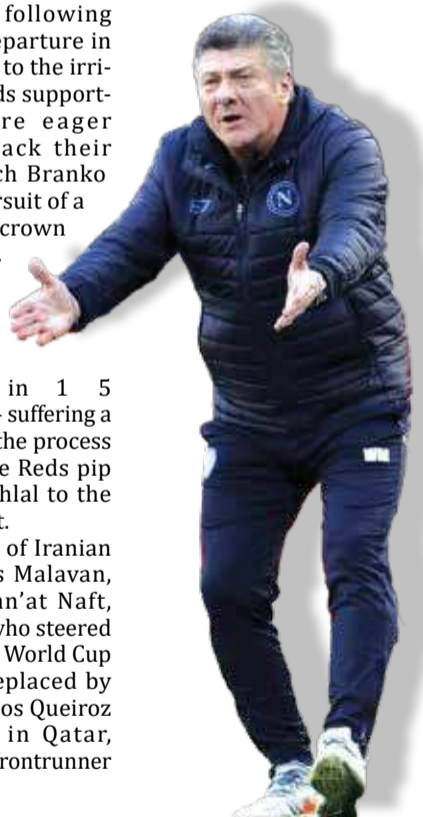 following
eparture in
to the irri-
ds support-
re eager
ack their
ch Branko
rsuit of a
crown
in 1 5
suffering a
the process
e Reds pip
hlal to the
t.
of Iranian
s Malavan,
an'at Naft,
who steered
World Cup
eplaced by
os Queiroz
in Qatar,
frontrunner
N